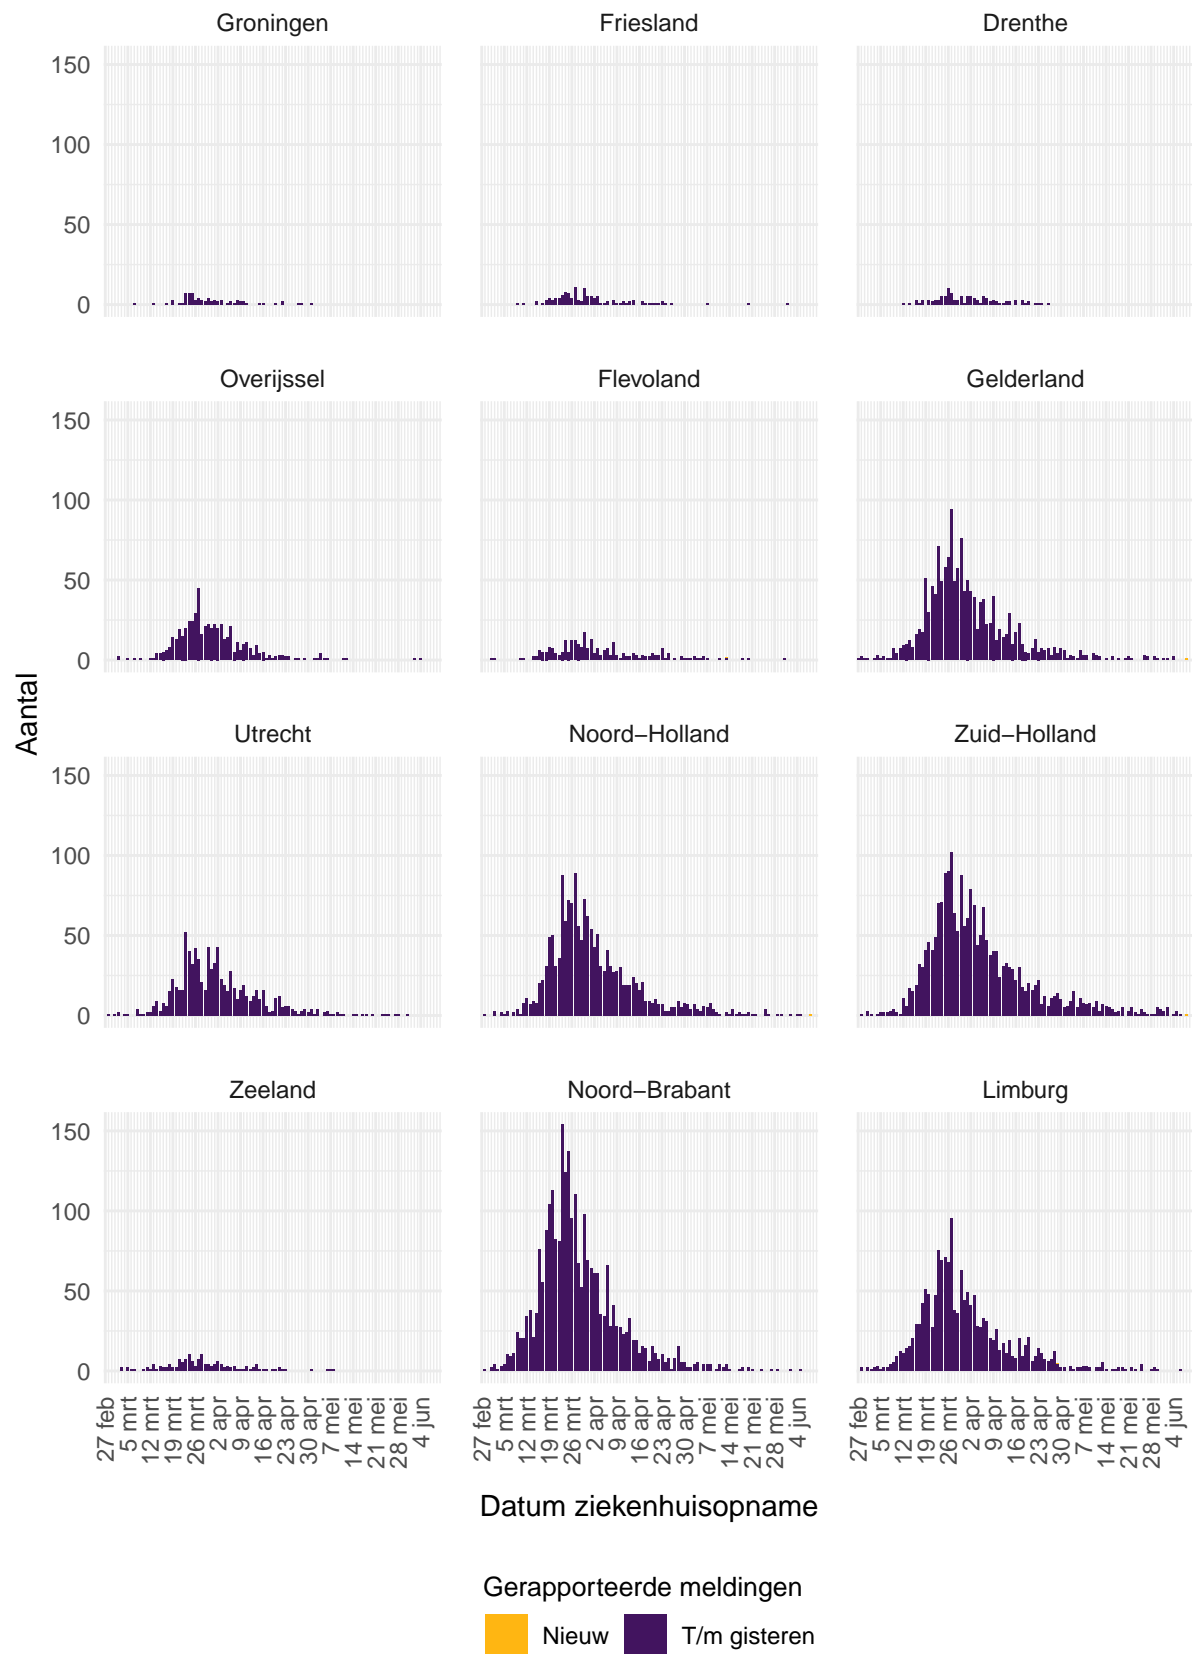 Groningen Friesland Drenthe
150
100
50
0
Overijssel Flevoland Gelderland
150
100
50
0
Utrecht Noord−Holland Zuid−Holland
150
100
50
0
Zeeland Noord−Brabant Limburg
150
100
50
0
Aantal
27 feb 5 mrt 12 mrt 19 mrt 26 mrt 2 apr 9 apr 16 apr 23 apr 30 apr 7 mei 14 mei 21 mei 28 mei 4 jun
27 feb 5 mrt 12 mrt 19 mrt 26 mrt 2 apr 9 apr 16 apr 23 apr 30 apr 7 mei 14 mei 21 mei 28 mei 4 jun
27 feb 5 mrt 12 mrt 19 mrt 26 mrt 2 apr 9 apr 16 apr 23 apr 30 apr 7 mei 14 mei 21 mei 28 mei 4 jun
Datum ziekenhuisopname
Gerapporteerde meldingen
Nieuw T/m gisteren